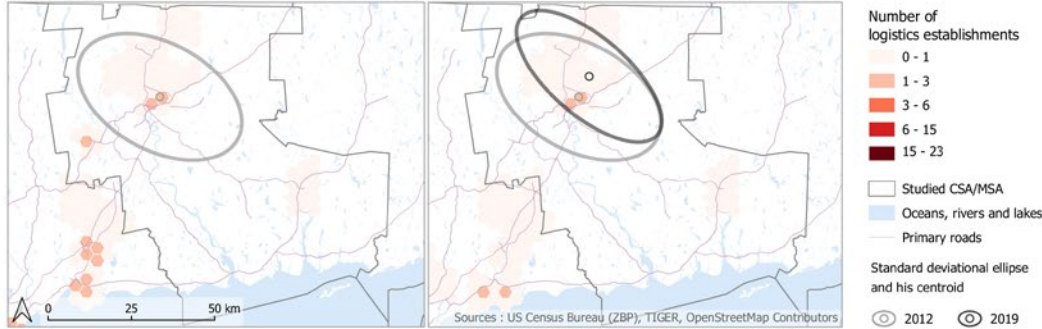 Number of
logistics establishments
0 - 1
1 - 3
3 - 6
6 - 15
15 - 23
Studied CSA/MSA
Oceans, rivers and lakes
Primary roads
Standard deviational ellipse
and his centroid
2012
2019
0
25
50 km
Sources : US Census Bureau (ZBP), TIGER, OpenStreetMap Contributors